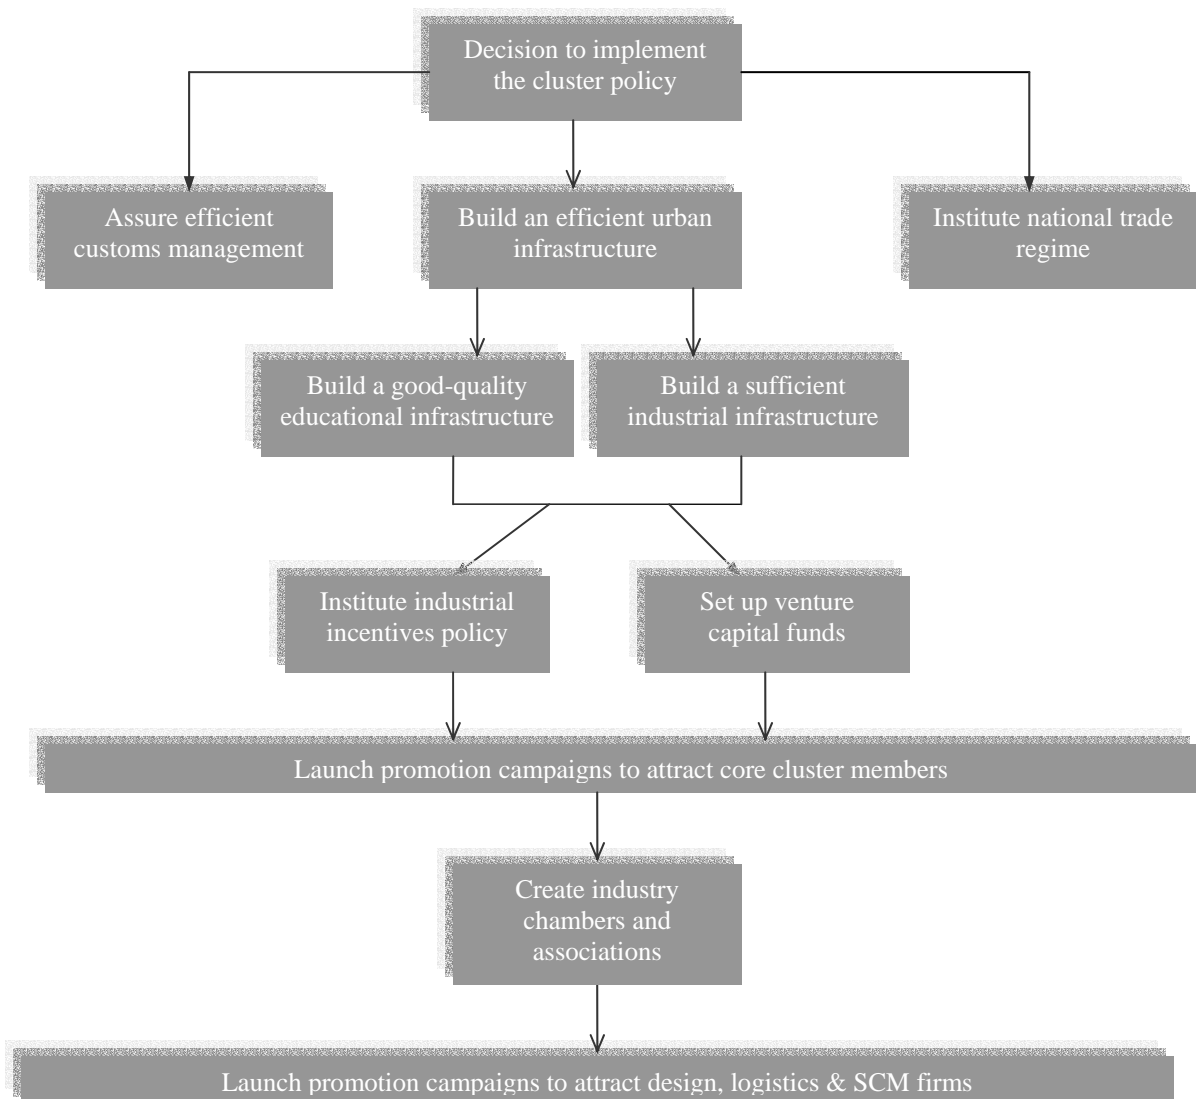 Decision to implement
the cluster policy
Assure efficient
customs management
Build an efficient urban
infrastructure
Institute national trade
regime
Build a good-quality
educational infrastructure
Build a sufficient
industrial infrastructure
Institute industrial
incentives policy
Set up venture
capital funds
Launch promotion campaigns to attract core cluster members
Create industry
chambers and
associations
Launch promotion campaigns to attract design, logistics & SCM firms